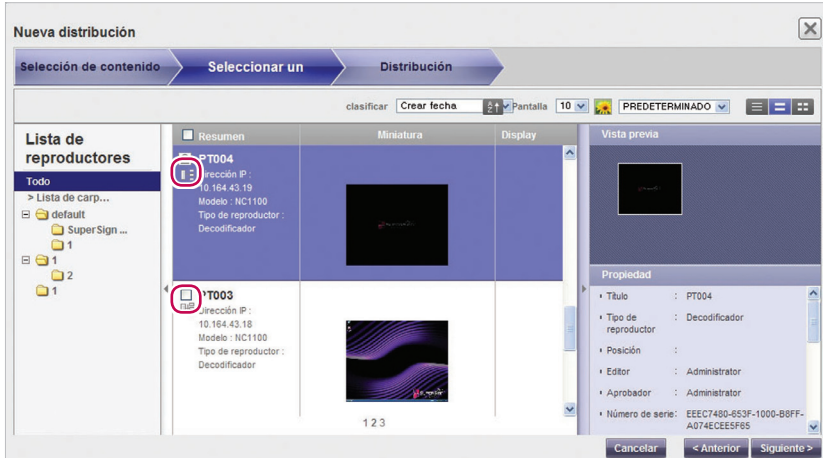 Nueva distribución
Selección de contenido
Seleccionar un
Distribución
clasificar Crear fecha Pantalla 10 PREDETERMINADO
Lista de
reproductores
Todo
> Lista de carp...
default
SuperSign ...
1
1
2
1
Resumen Miniatura Display
PT004
Dirección IP :
10.164.43.19
Modelo : NC1100
Tipo de reproductor :
Decodificador
PT003
Dirección IP :
10.164.43.18
Modelo : NC1100
Tipo de reproductor :
Decodificador
1 2 3
Vista previa
Propiedad
Título : PT004
Tipo de : Decodificador
reproductor
Posición :
Editor : Administrator
Aprobador : Administrator
Número de serie: EEEC7480-653F-1000-B8FF-
A074ECEE5F65
Cancelar < Anterior Siguiente >